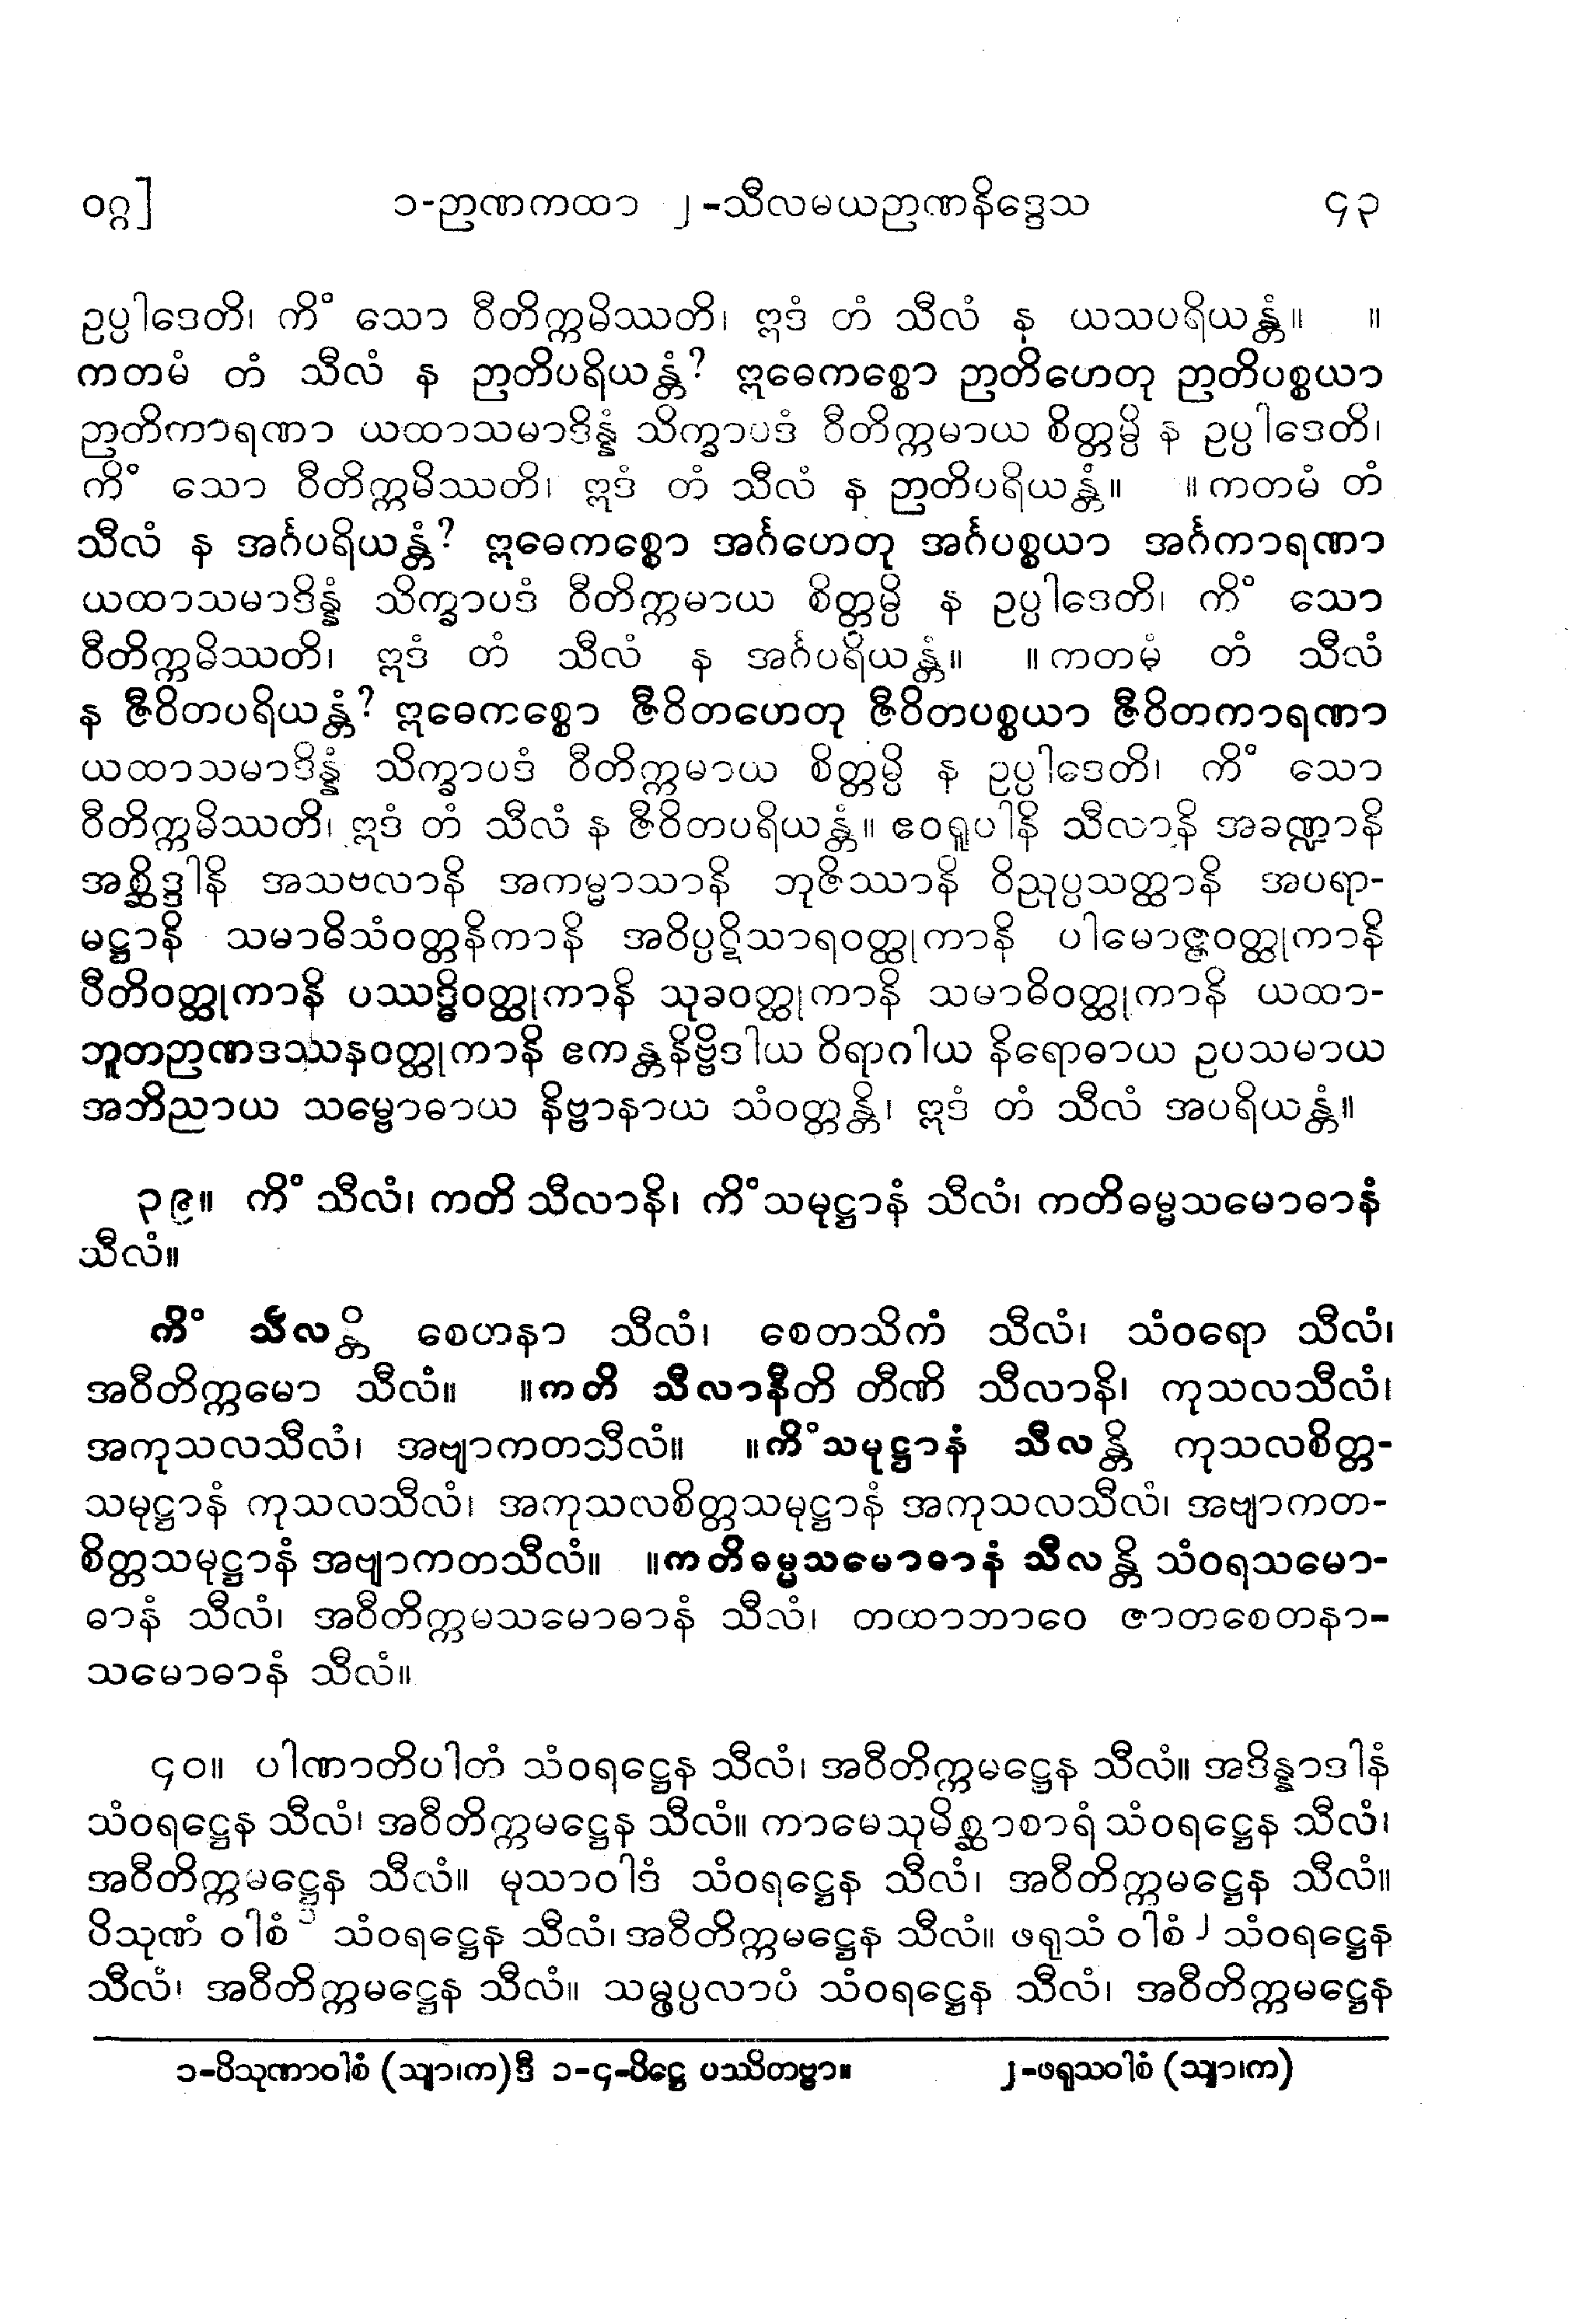 ဝဂ္ဂ] ၁-ဉာဏကထာ ၂-သီလမယဉာဏနိဒ္ဒေသ ၄၃
ဥပ္ပါဒေတိ၊ ကိံ သော ဝီတိက္ကမိဿတိ၊ ဣဒံ တံ သီလံ န ယသပရိယန္တံ။ ။
ကတမံ တံ သီလံ န ဉာတိပရိယန္တံ? ဣဓေကစ္စော ဉာတိဟေတု ဉာတိပစ္စယာ
ဉာတိကာရဏာ ယထာသမာဒိန္နံ သိက္ခာပဒံ ဝီတိက္ကမာယ စိတ္တမ္ပိ န ဥပ္ပါဒေတိ၊
ကိံ သော ဝီတိက္ကမိဿတိ၊ ဣဒံ တံ သီလံ န ဉာတိပရိယန္တံ။ ။ ကတမံ တံ
သီလံ န အင်္ဂပရိယန္တံ? ဣဓေကစ္စော အင်္ဂဟေတု အင်္ဂပစ္စယာ အင်္ဂကာရဏာ
ယထာသမာဒိန္နံ သိက္ခာပဒံ ဝီတိက္ကမာယ စိတ္တမ္ပိ န ဥပ္ပါဒေတိ၊ ကိံ သော
ဝီတိက္ကမိဿတိ၊ ဣဒံ တံ သီလံ န အင်္ဂပရိယန္တံ။ ။ ကတမံ တံ သီလံ
န ဇီဝိတပရိယန္တံ? ဣဓေကစ္စော ဇီဝိတဟေတု ဇီဝိတပစ္စယာ ဇီဝိတကာရဏာ
ယထာသမာဒိန္နံ သိက္ခာပဒံ ဝီတိက္ကမာယ စိတ္တမ္ပိ န ဥပ္ပါဒေတိ၊ ကိံ သော
ဝီတိက္ကမိဿတိ၊ ဣဒံ တံ သီလံ န ဇီဝိတပရိယန္တံ။ ဧဝရူပါနိ သီလာနိ အခဏ္ဍာနိ
အစ္ဆိဒ္ဒါနိ အသဗလာနိ အကမ္မာသာနိ ဘုဇိဿာနိ ဝိညုပ္ပသတ္ထာနိ အပရာ-
မဋ္ဌာနိ သမာဓိသံဝတ္တနိကာနိ အဝိပ္ပဋိသာရဝတ္ထုကာနိ ပါမောဇ္ဇဝတ္ထုကာနိ
ပီတိဝတ္ထုကာနိ ပဿဒ္ဓိဝတ္ထုကာနိ သုခဝတ္ထုကာနိ သမာဓိဝတ္ထုကာနိ ယထာ-
ဘူတဉာဏဒဿနဝတ္ထုကာနိ ဧကန္တနိဗ္ဗိဒါယ ဝိရာဂါယ နိရောဓာယ ဥပသမာယ
အဘိညာယ သမ္ဗောဓာယ နိဗ္ဗာနာယ သံဝတ္တန္တိ၊ ဣဒံ တံ သီလံ အပရိယန္တံ။
၃၉။ ကိံ သီလံ၊ ကတိ သီလာနိ၊ ကိံသမုဋ္ဌာနံ သီလံ၊ ကတိဓမ္မသမောဓာနံ
သီလံ။
ကိံ သီလန္တိ စေဟနာ သီလံ၊ စေတသိကံ သီလံ၊ သံဝရော သီလံ၊
အဝီတိက္ကမော သီလံ။ ။ ကတိ သီလာနီတိ တီဏိ သီလာနိ၊ ကုသလသီလံ၊
အကုသလသီလံ၊ အဗျာကတသီလံ။ ။ ကိံသမုဋ္ဌာနံ သီလန္တိ ကုသလစိတ္တ-
သမုဋ္ဌာနံ ကုသလသီလံ၊ အကုသလစိတ္တသမုဋ္ဌာနံ အကုသလသီလံ၊ အဗျာကတ-
စိတ္တသမုဋ္ဌာနံ အဗျာကတသီလံ။ ။ ကတိဓမ္မသမောဓာနံ သီလန္တိ သံဝရသမော-
ဓာနံ သီလံ၊ အဝီတိက္ကမသမောဓာနံ သီလံ၊ တထာဘာဝေ ဇာတစေတနာ-
သမောဓာနံ သီလံ။
၄၀။ ပါဏာတိပါတံ သံဝရဋ္ဌေန သီလံ၊ အဝီတိက္ကမဋ္ဌေန သီလံ။ အဒိန္နာဒါနံ
သံဝရဋ္ဌေန သီလံ၊ အဝီတိက္ကမဋ္ဌေန သီလံ။ ကာမေသုမိစ္ဆာစာရံ သံဝရဋ္ဌေန သီလံ၊
အဝီတိက္ကမဋ္ဌေန သီလံ။ မုသာဝါဒံ သံဝရဋ္ဌေန သီလံ၊ အဝီတိက္ကမဋ္ဌေန သီလံ။
ပိသုဏံ ဝါစံ ၁ သံဝရဋ္ဌေန သီလံ၊ အဝီတိက္ကမဋ္ဌေန သီလံ။ ဖရုသံ ဝါစံ ၂ သံဝရဋ္ဌေန
သီလံ၊ အဝီတိက္ကမဋ္ဌေန သီလံ။ သမ္ဖပ္ပလာပံ သံဝရဋ္ဌေန သီလံ၊ အဝီတိက္ကမဋ္ဌေန
၁-ပိသုဏာဝါစံ (သျာ၊က) ဒီ ၁-၄-ပိဋ္ဌေ ပဿိတဗ္ဗာ။ ၂-ဖရုသဝါစံ (သျာ၊က)